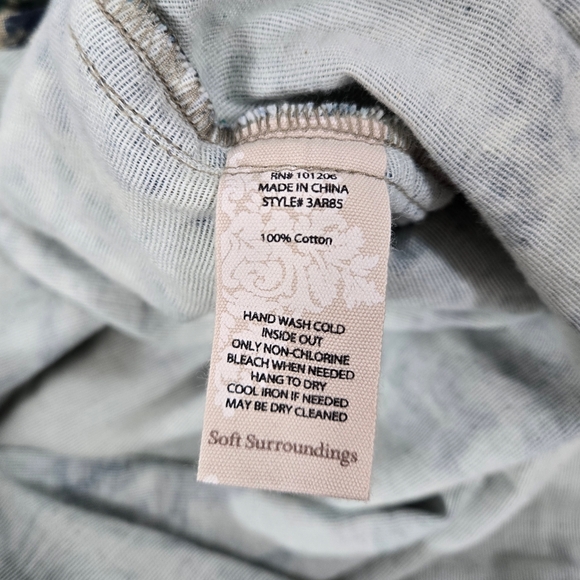 RN# 101206
MADE IN CHINA
STYLE# 3AR85
100% Cotton
HAND WASH COLD
INSIDE OUT
ONLY NON-CHLORINE
BLEACH WHEN NEEDED
HANG TO DRY
COOL IRON IF NEEDED
MAY BE DRY CLEANED
Soft Surroundings